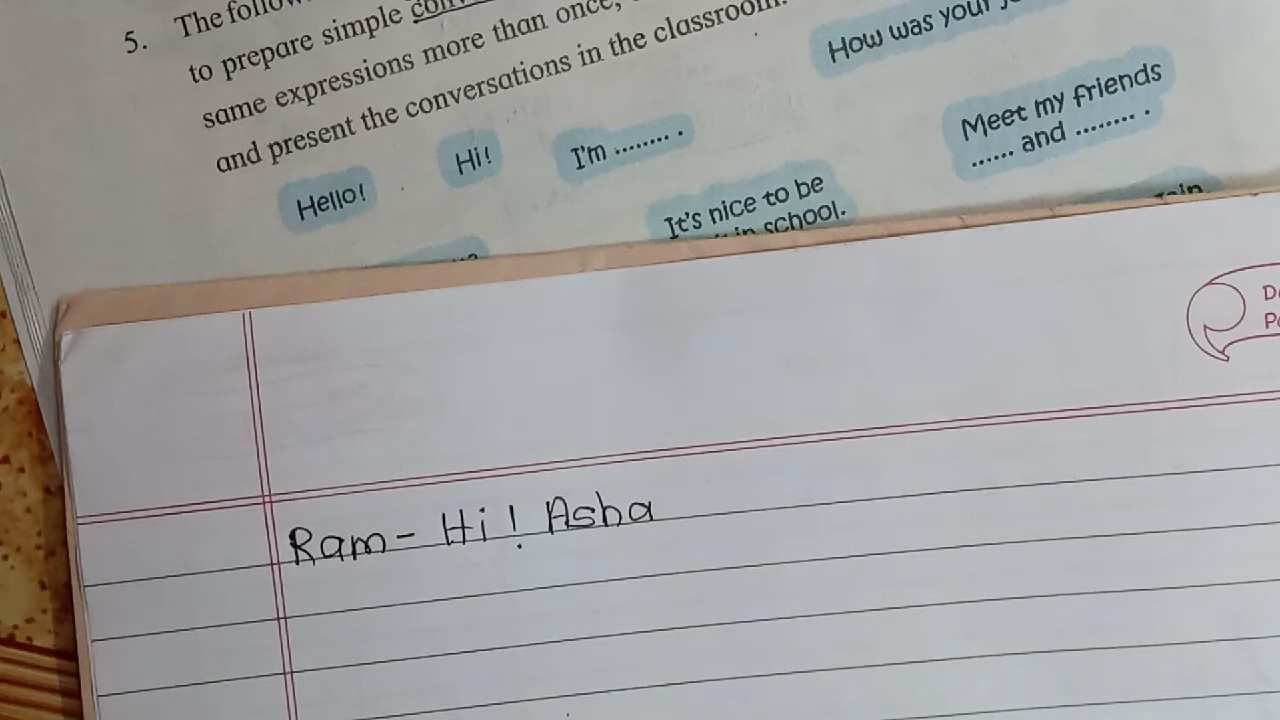 5. The
to prepare simple
same expressions more than once,
and present the conversations in the classroom.
How was your
Meet my friends
...... and ........ .
Hello!
Hi!
I'm ........ .
It's nice to be
in school.
Ram- Hi! Asha